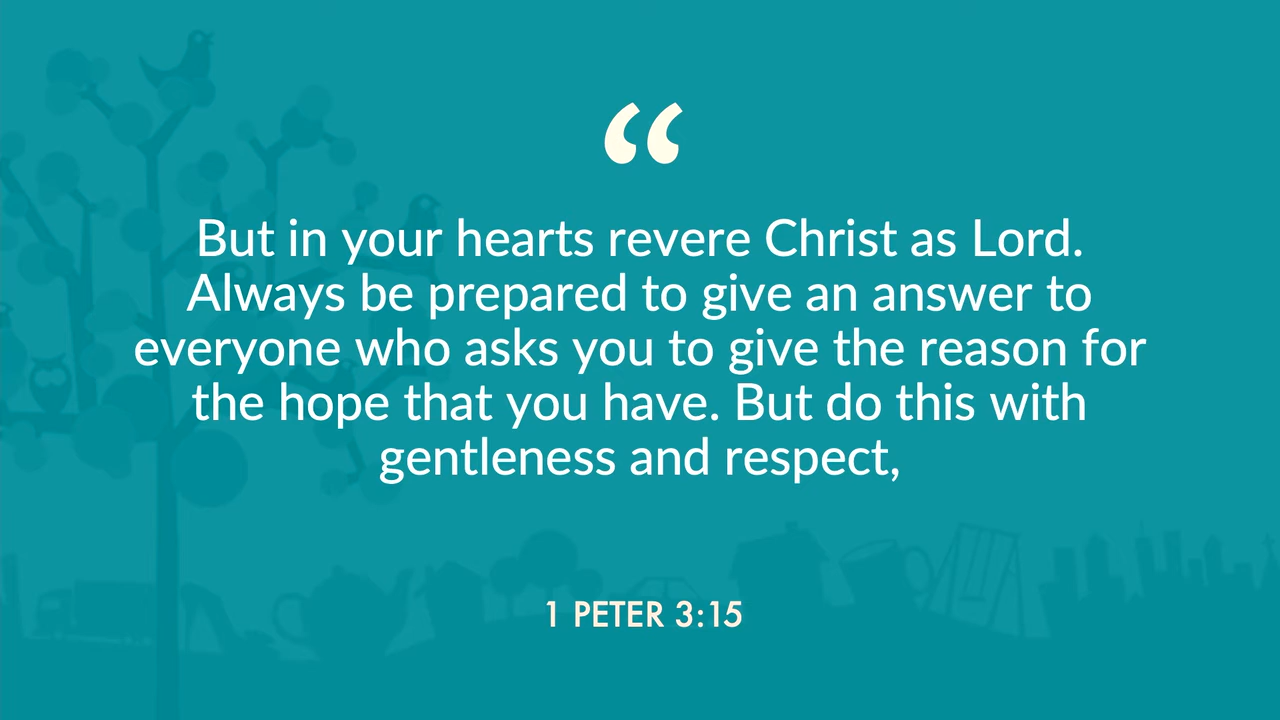 “
But in your hearts revere Christ as Lord.
Always be prepared to give an answer to
everyone who asks you to give the reason for
the hope that you have. But do this with
gentleness and respect,
1 PETER 3:15